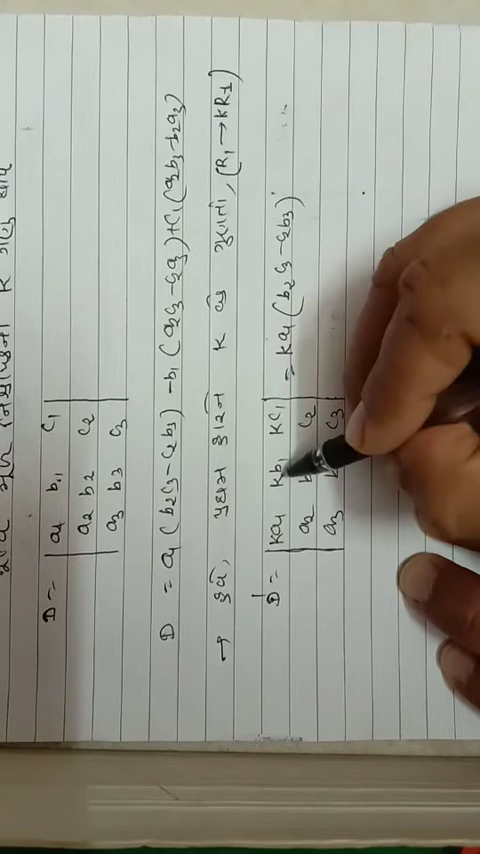 D = | a₁ b₁ c₁ |
| a₂ b₂ c₂ |
| a₃ b₃ c₃ |
D = a₁ ( b₂c₃ - c₂b₃ ) - b₁ ( a₂c₃ - c₂a₃ ) + c₁ ( a₂b₃ - b₂a₃ )
→ હવે, પ્રથમ હારને K વડે ગુણતાં, (R₁ → KR₁)
D' = | Ka₁ Kb₁ KC₁ | = Ka₁ ( b₂c₃ - c₂b₃ )
a₂ b c₂
a₃ c₃